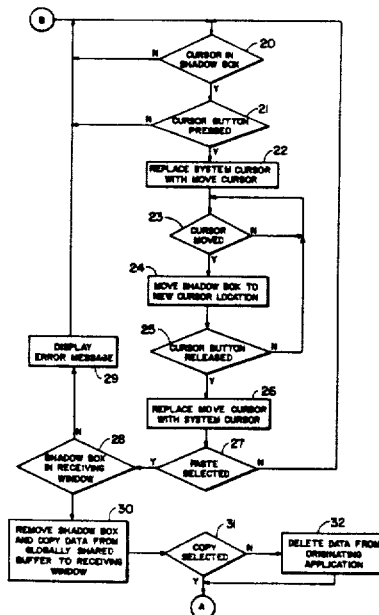 B
20
CURSOR IN
SHADOW BOX
N
Y
21
CURSOR BUTTON
PRESSED
N
Y
22
REPLACE SYSTEM CURSOR
WITH MOVE CURSOR
23
CURSOR
MOVED
N
Y
24
MOVE SHADOW BOX TO
NEW CURSOR LOCATION
25
CURSOR BUTTON
RELEASED
N
Y
26
REPLACE MOVE CURSOR
WITH SYSTEM CURSOR
27
PASTE
SELECTED
N
Y
28
SHADOW BOX
IN RECEIVING
WINDOW
N
Y
DISPLAY
ERROR MESSAGE
29
30
REMOVE SHADOW BOX
AND COPY DATA FROM
GLOBALLY SHARED
BUFFER TO RECEIVING
WINDOW
31
COPY
SELECTED
N
Y
32
DELETE DATA FROM
ORIGINATING
APPLICATION
A